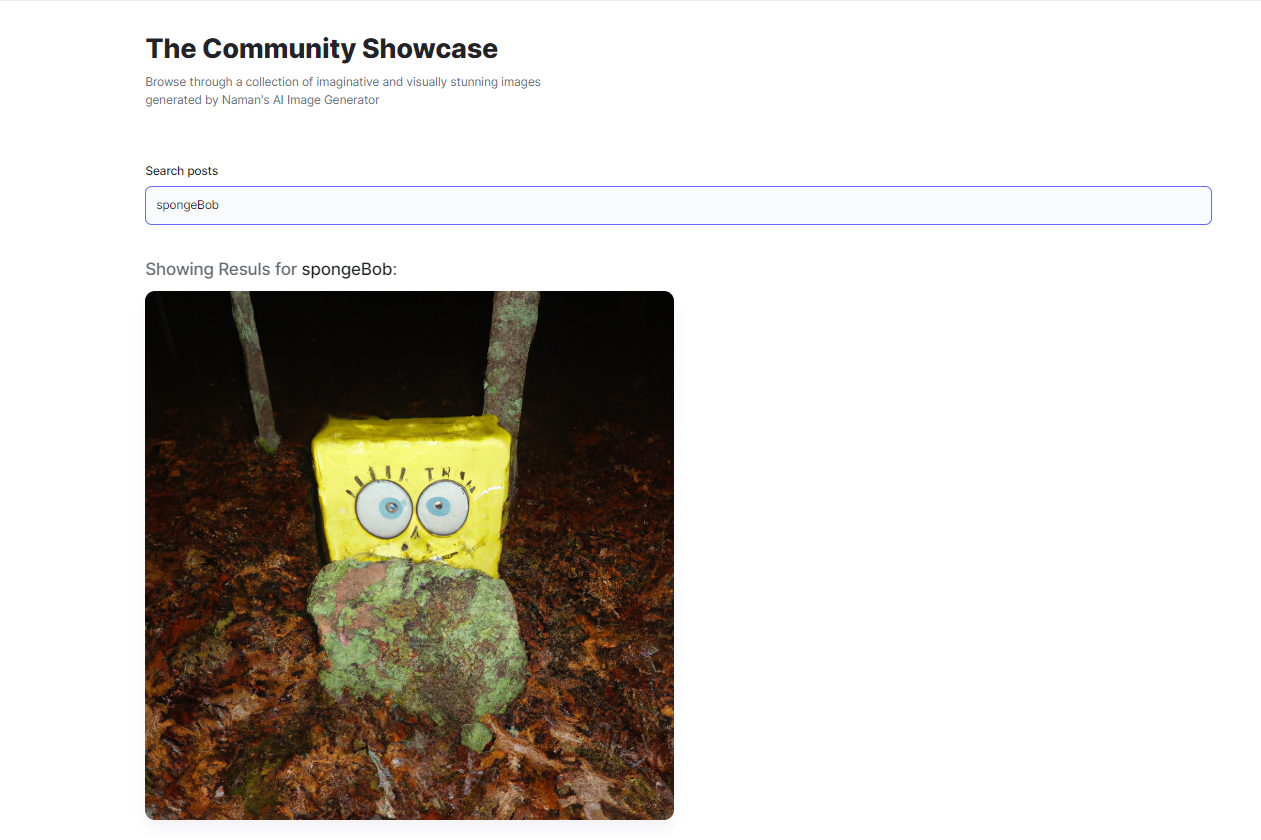 The Community Showcase
Browse through a collection of imaginative and visually stunning images
generated by Naman's AI Image Generator
Search posts
spongeBob
Showing Resuls for spongeBob: